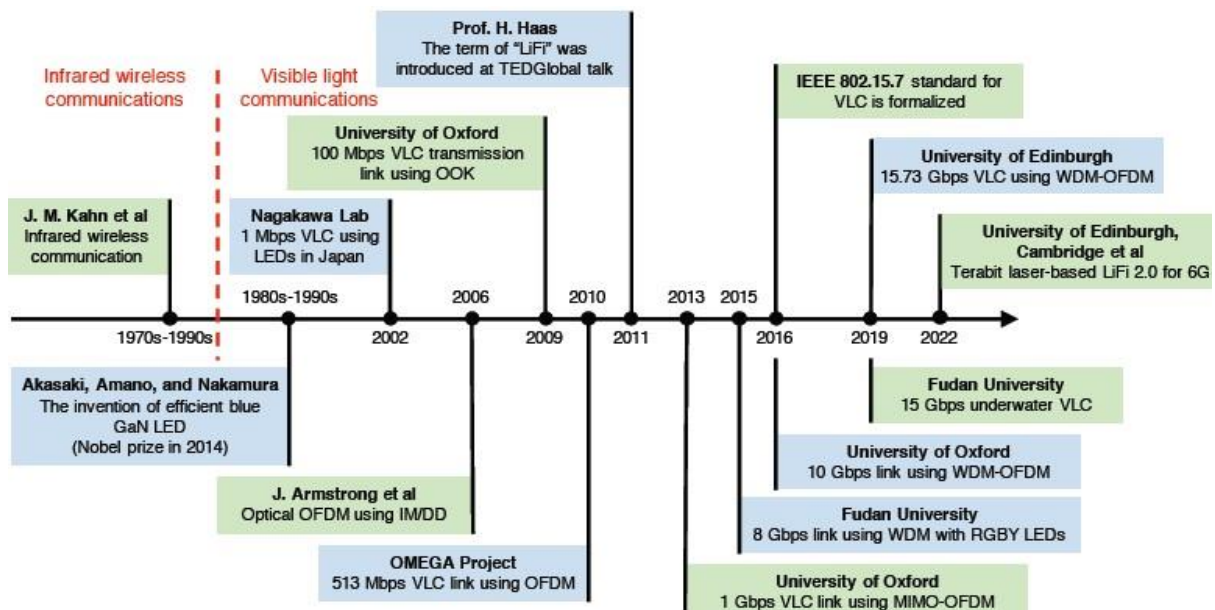 Infrared wireless
communications
Visible light
communications
Prof. H. Haas
The term of "LiFi" was
introduced at TEDGlobal talk
IEEE 802.15.7 standard for
VLC is formalized
University of Oxford
100 Mbps VLC transmission
link using OOK
University of Edinburgh
15.73 Gbps VLC using WDM-OFDM
J. M. Kahn et al
Infrared wireless
communication
Nagakawa Lab
1 Mbps VLC using
LEDs in Japan
University of Edinburgh,
Cambridge et al
Terabit laser-based LiFi 2.0 for 6G
1980s-1990s
2006
2010
2013
2015
1970s-1990s
2002
2009
2011
2016
2019
2022
Akasaki, Amano, and Nakamura
The invention of efficient blue
GaN LED
(Nobel prize in 2014)
Fudan University
15 Gbps underwater VLC
University of Oxford
10 Gbps link using WDM-OFDM
J. Armstrong et al
Optical OFDM using IM/DD
Fudan University
8 Gbps link using WDM with RGBY LEDs
OMEGA Project
513 Mbps VLC link using OFDM
University of Oxford
1 Gbps VLC link using MIMO-OFDM